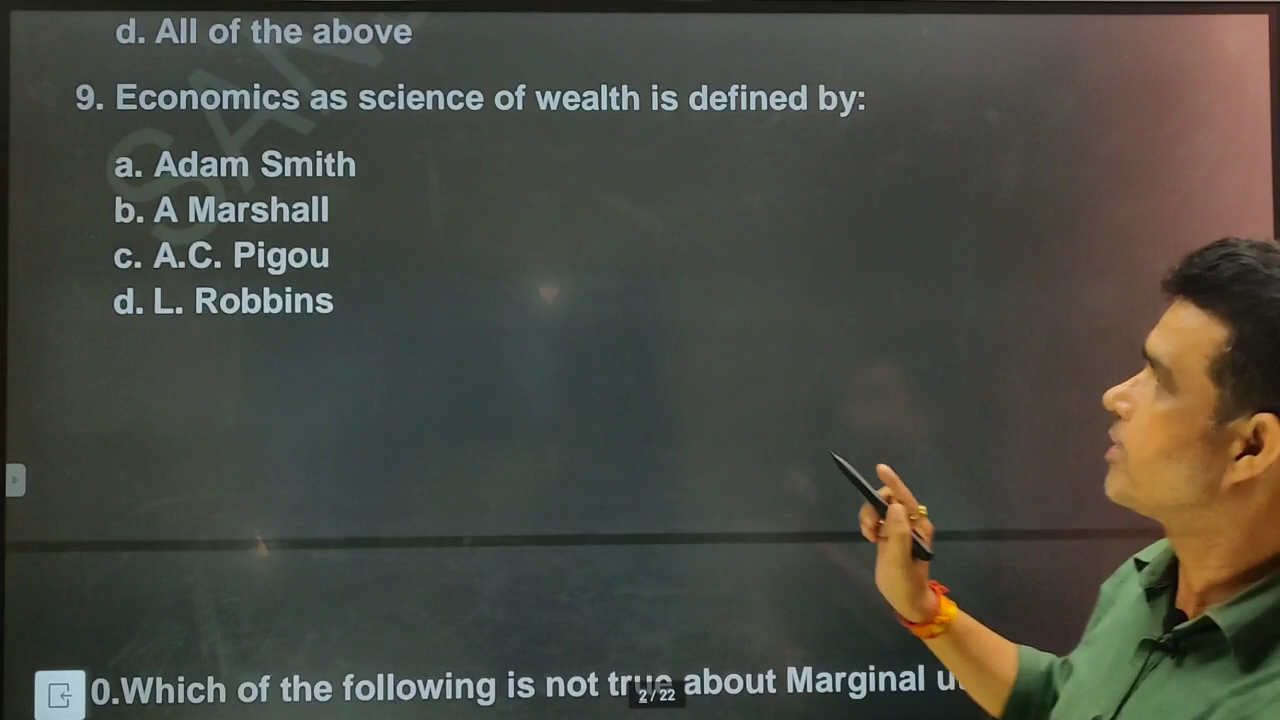 d. All of the above
9. Economics as science of wealth is defined by:
a. Adam Smith
b. A Marshall
c. A.C. Pigou
d. L. Robbins
0.Which of the following is not true about Marginal
2 / 22
SAN